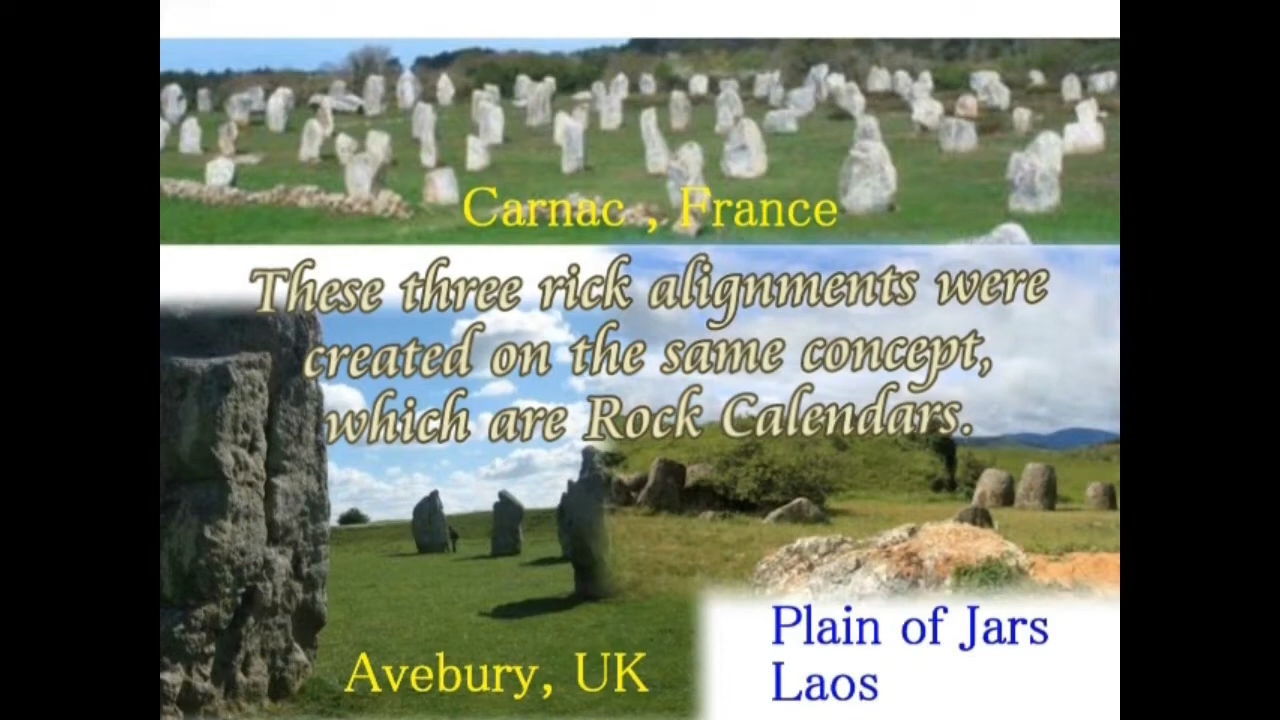 Carnac , France
These three rick alignments were
created on the same concept,
which are Rock Calendars.
Avebury, UK
Plain of Jars
Laos